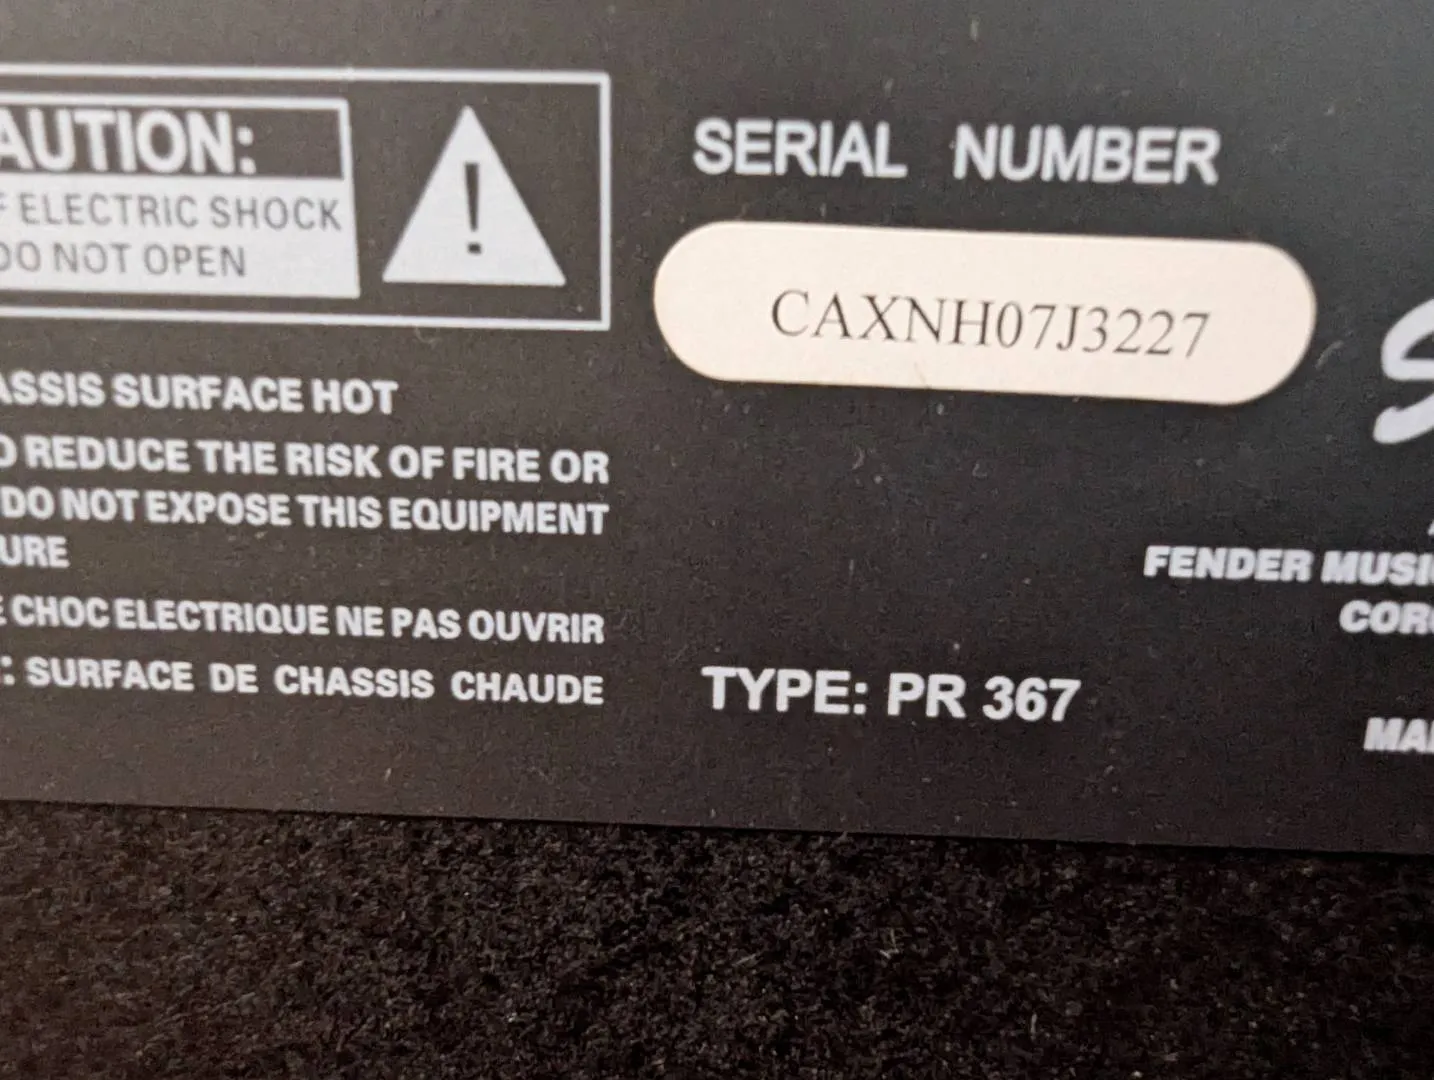 AUTION:
ELECTRIC SHOCK
DO NOT OPEN
!
ASSIS SURFACE HOT
O REDUCE THE RISK OF FIRE OR
DO NOT EXPOSE THIS EQUIPMENT
URE
E CHOC ELECTRIQUE NE PAS OUVRIR
E: SURFACE DE CHASSIS CHAUDE
SERIAL NUMBER
CAXNH07J3227
TYPE: PR 367
S
FENDER MUSI
COR
MA